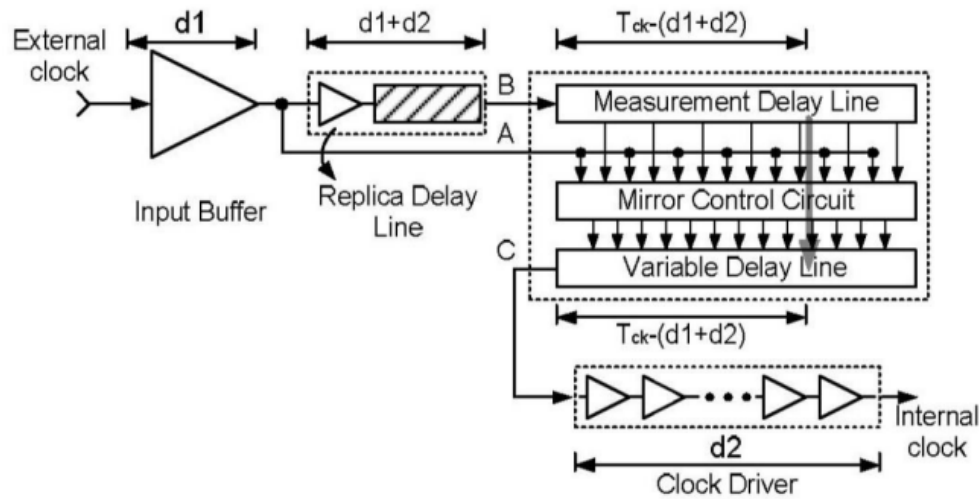 d1
d1+d2
Tck-(d1+d2)
External
clock
B
Measurement Delay Line
A
Replica Delay
Line
Mirror Control Circuit
Input Buffer
C
Variable Delay Line
Tck-(d1+d2)
Internal
clock
d2
Clock Driver